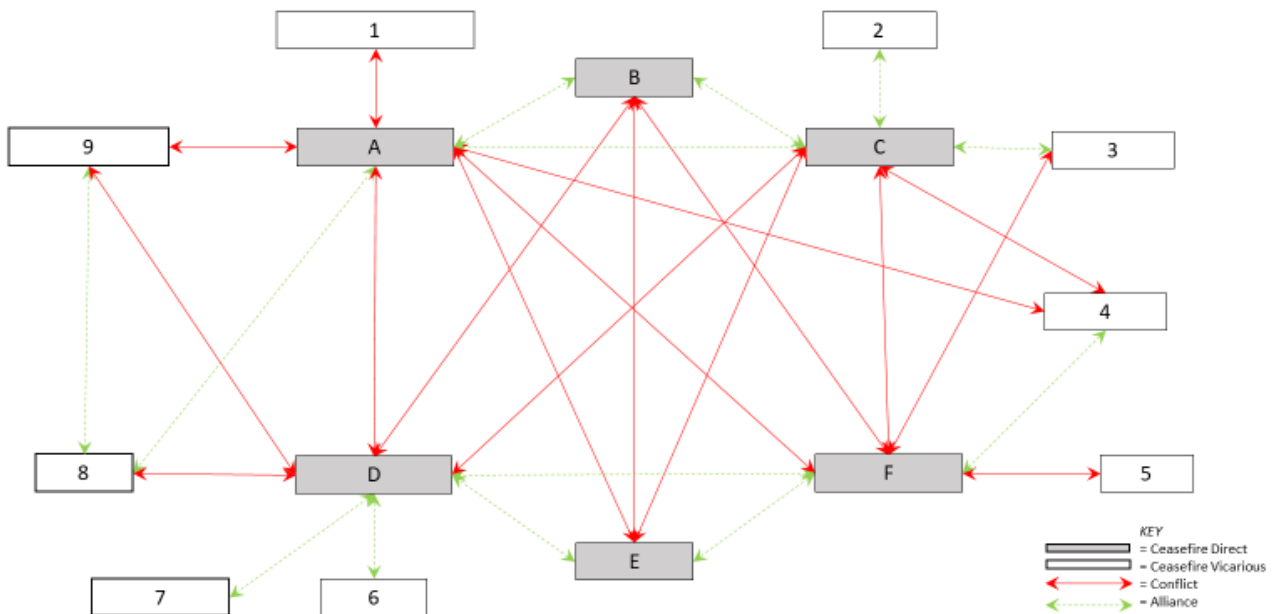 1
2
B
9
A
C
3
4
8
D
F
5
E
7
6
KEY
= Ceasefire Direct
= Ceasefire Vicarious
= Conflict
= Alliance